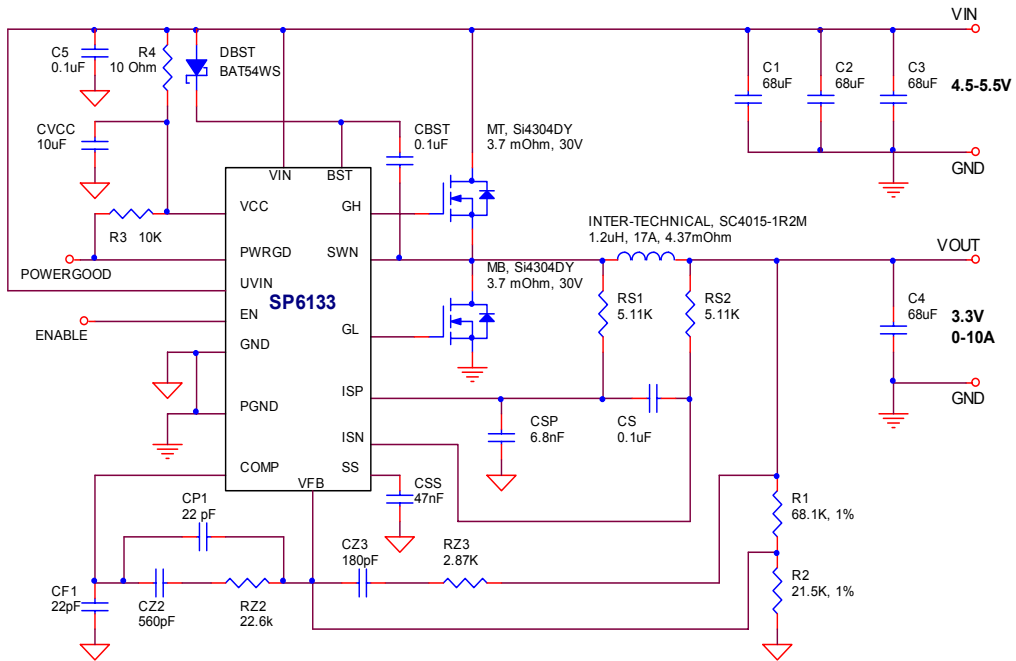 VIN
C5
0.1uF
R4
10 Ohm
DBST
BAT54WS
C1
68uF
C2
68uF
C3
68uF
4.5-5.5V
CVCC
10uF
CBST
0.1uF
MT, Si4304DY
3.7 mOhm, 30V
GND
VIN
BST
VCC
GH
R3 10K
INTER-TECHNICAL, SC4015-1R2M
1.2uH, 17A, 4.37mOhm
PWRGD
SWN
VOUT
POWERGOOD
MB, Si4304DY
3.7 mOhm, 30V
UVIN
SP6133
RS1
5.11K
RS2
5.11K
C4
68uF
3.3V
0-10A
EN
ENABLE
GL
GND
ISP
GND
PGND
CSP
6.8nF
CS
0.1uF
ISN
COMP
SS
VFB
CSS
47nF
R1
68.1K, 1%
CP1
22 pF
CZ3
180pF
RZ3
2.87K
R2
21.5K, 1%
CF1
22pF
CZ2
560pF
RZ2
22.6k